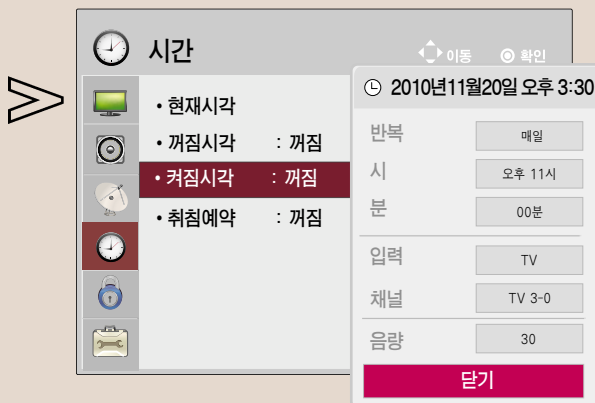 시간
이동 확인
• 현재시각
• 꺼짐시각 : 꺼짐
• 켜짐시각 : 꺼짐
• 취침예약 : 꺼짐
2010년11월20일 오후 3:30
반복 매일
시 오후 11시
분 00분
입력 TV
채널 TV 3-0
음량 30
닫기